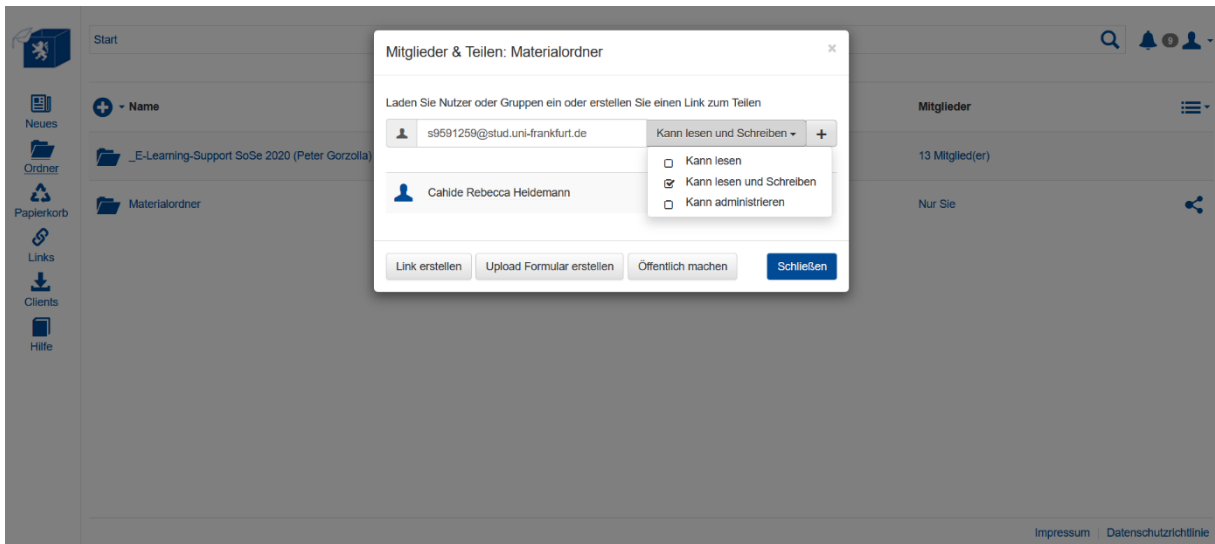 Start
9
Mitglieder & Teilen: Materialordner
×
Laden Sie Nutzer oder Gruppen ein oder erstellen Sie einen Link zum Teilen
s9591259@stud.uni-frankfurt.de Kann lesen und Schreiben +
Kann lesen
Kann lesen und Schreiben
Kann administrieren
Cahide Rebecca Heidemann
Link erstellen Upload Formular erstellen Öffentlich machen Schließen
Neues
Ordner
Papierkorb
Links
Clients
Hilfe
Name Mitglieder
_E-Learning-Support SoSe 2020 (Peter Gorzolla) 13 Mitglied(er)
Materialordner Nur Sie
Impressum | Datenschutzrichtlinie